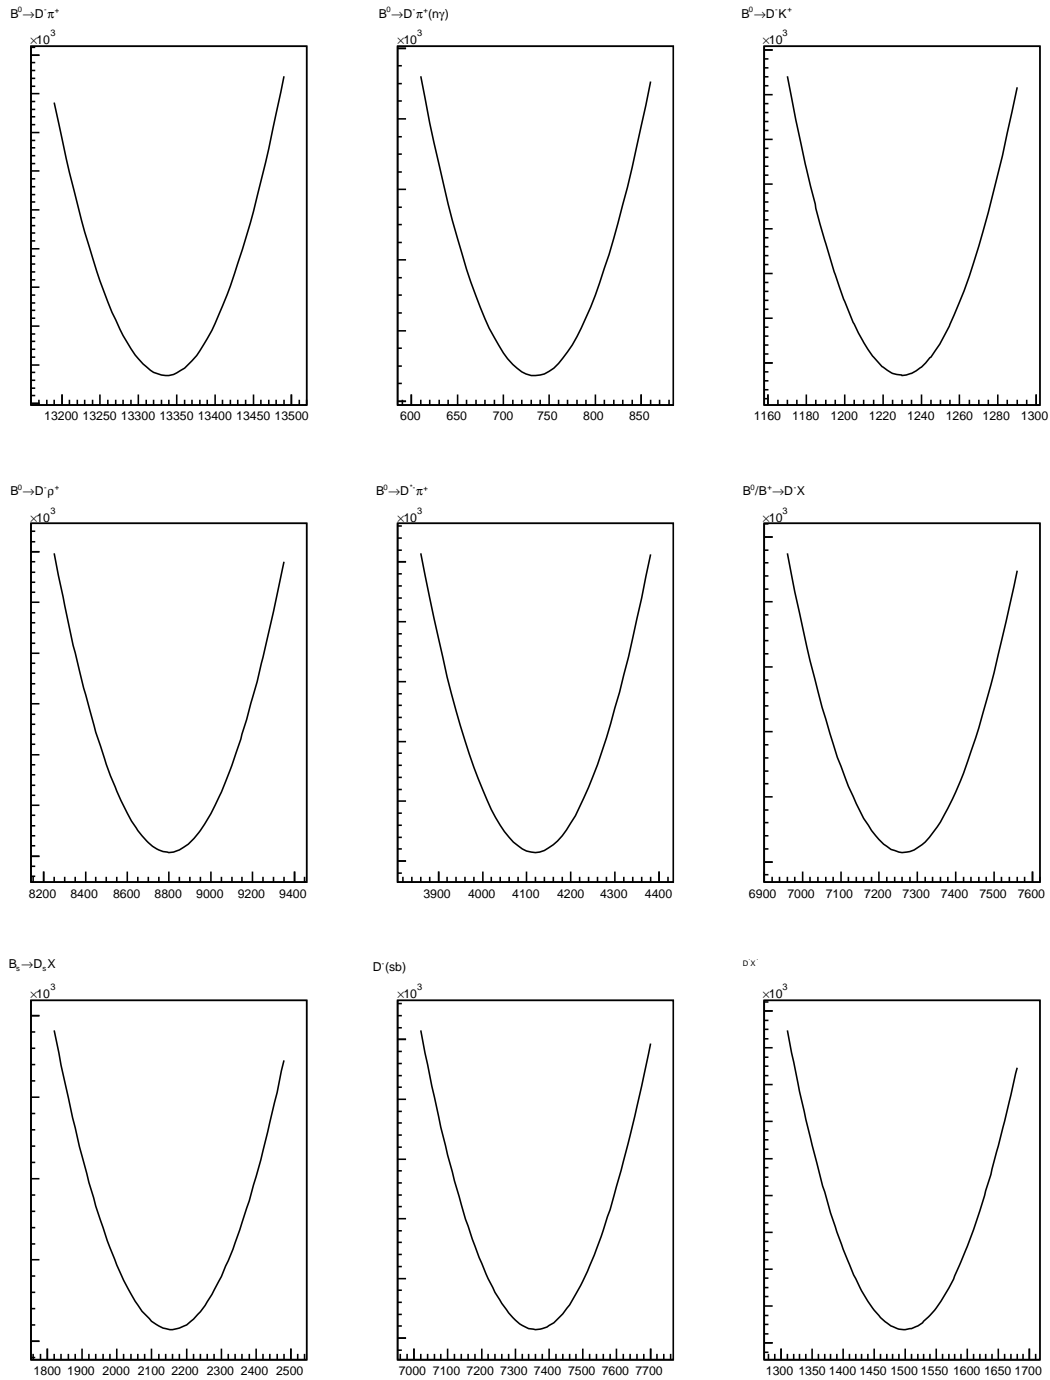 B⁰→D⁻π⁺
×10³
13200 13250 13300 13350 13400 13450 13500
B⁰→D⁻π⁺(nγ)
×10³
600 650 700 750 800 850
B⁰→D⁻K⁺
×10³
1160 1180 1200 1220 1240 1260 1280 1300
B⁰→D⁻ρ⁺
×10³
8200 8400 8600 8800 9000 9200 9400
B⁰→D*⁻π⁺
×10³
3900 4000 4100 4200 4300 4400
B⁰/B⁺→D⁻X
×10³
6900 7000 7100 7200 7300 7400 7500 7600
Bₛ→DₛX
×10³
1800 1900 2000 2100 2200 2300 2400 2500
D⁻(sb)
×10³
7000 7100 7200 7300 7400 7500 7600 7700
D⁻X⁻
×10³
1300 1350 1400 1450 1500 1550 1600 1650 1700